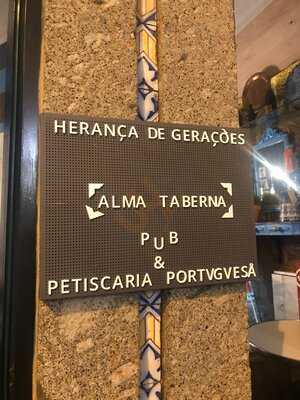 HERANÇA DE GERAÇÕES
ALMA TABERNA
PUB
&
PETISCARIA PORTVGVESA